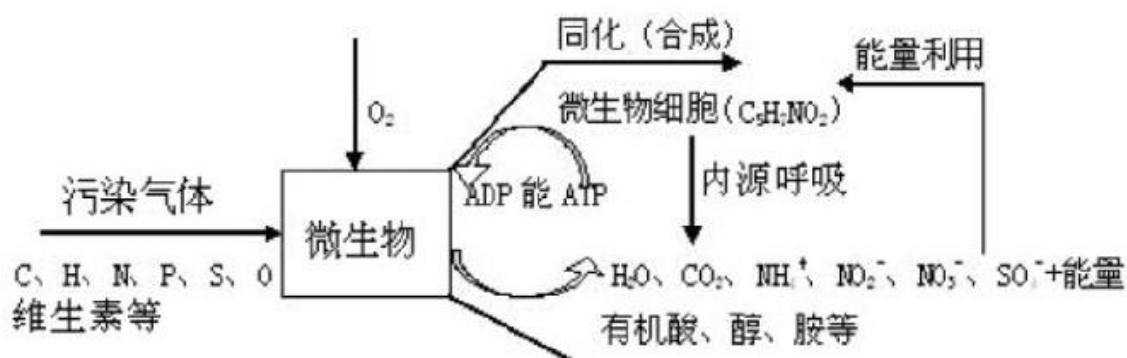 同化（合成）
能量利用
O₂
微生物细胞(C₅H₇NO₂)
污染气体
ADP 能 ATP
内源呼吸
微生物
C、H、N、P、S、O
维生素等
H₂O、CO₂、NH₄⁺、NO₂⁻、NO₃⁻、SO₄⁻+能量
有机酸、醇、胺等